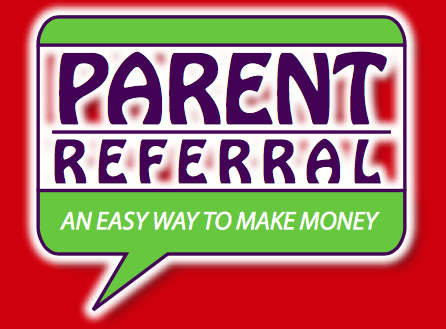 PARENT
REFERRAL
AN EASY WAY TO MAKE MONEY